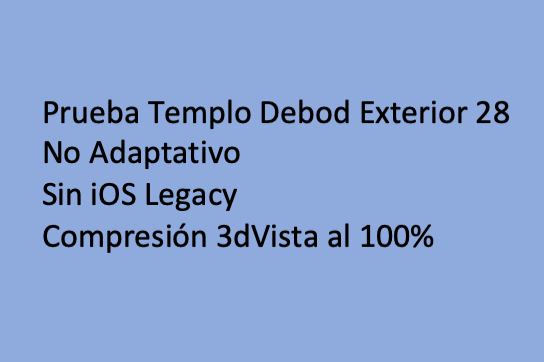 Prueba Templo Debod Exterior 28
No Adaptativo
Sin iOS Legacy
Compresión 3dVista al 100%